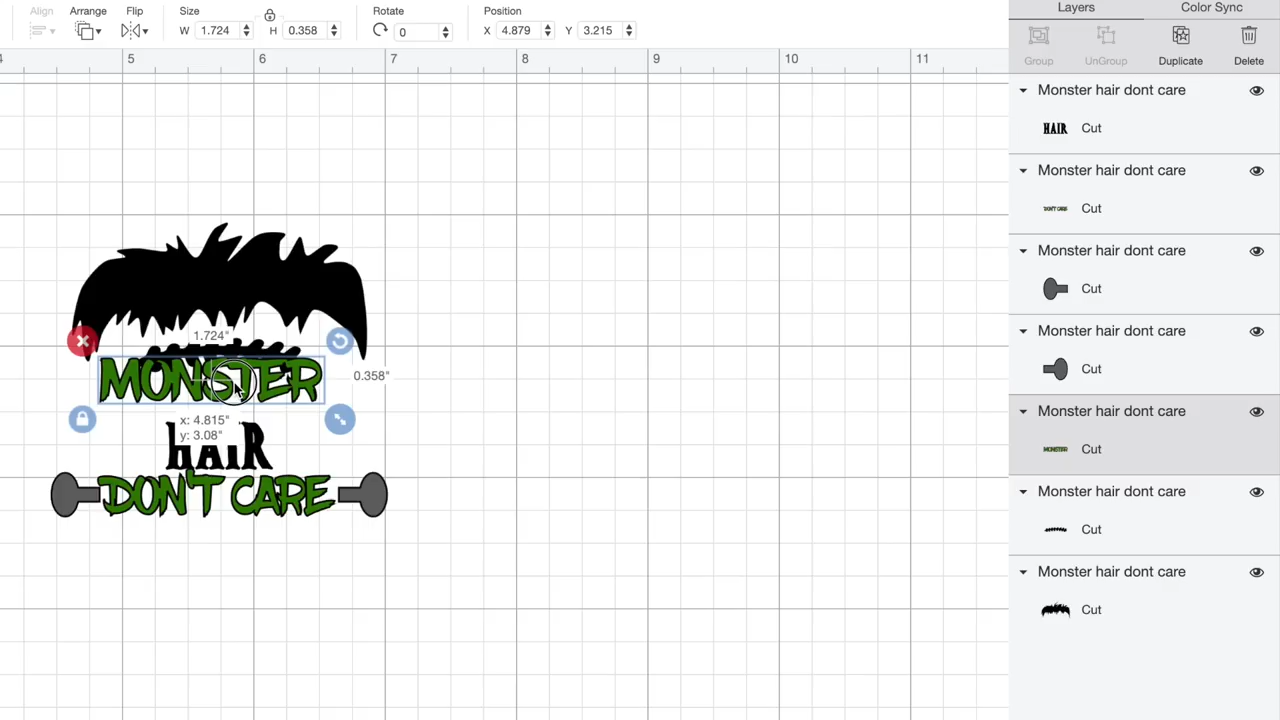 Align Arrange Flip Size Rotate Position
W 1.724 H 0.358 0 X 4.879 Y 3.215
4 5 6 7 8 9 10 11
1.724"
MONSTER
0.358"
x: 4.815"
y: 3.08"
hAiR
DON'T CARE
Layers Color Sync
Group UnGroup Duplicate Delete
Monster hair dont care
HAIR Cut
Monster hair dont care
DON'T CARE Cut
Monster hair dont care
Cut
Monster hair dont care
Cut
Monster hair dont care
MONSTER Cut
Monster hair dont care
Cut
Monster hair dont care
Cut